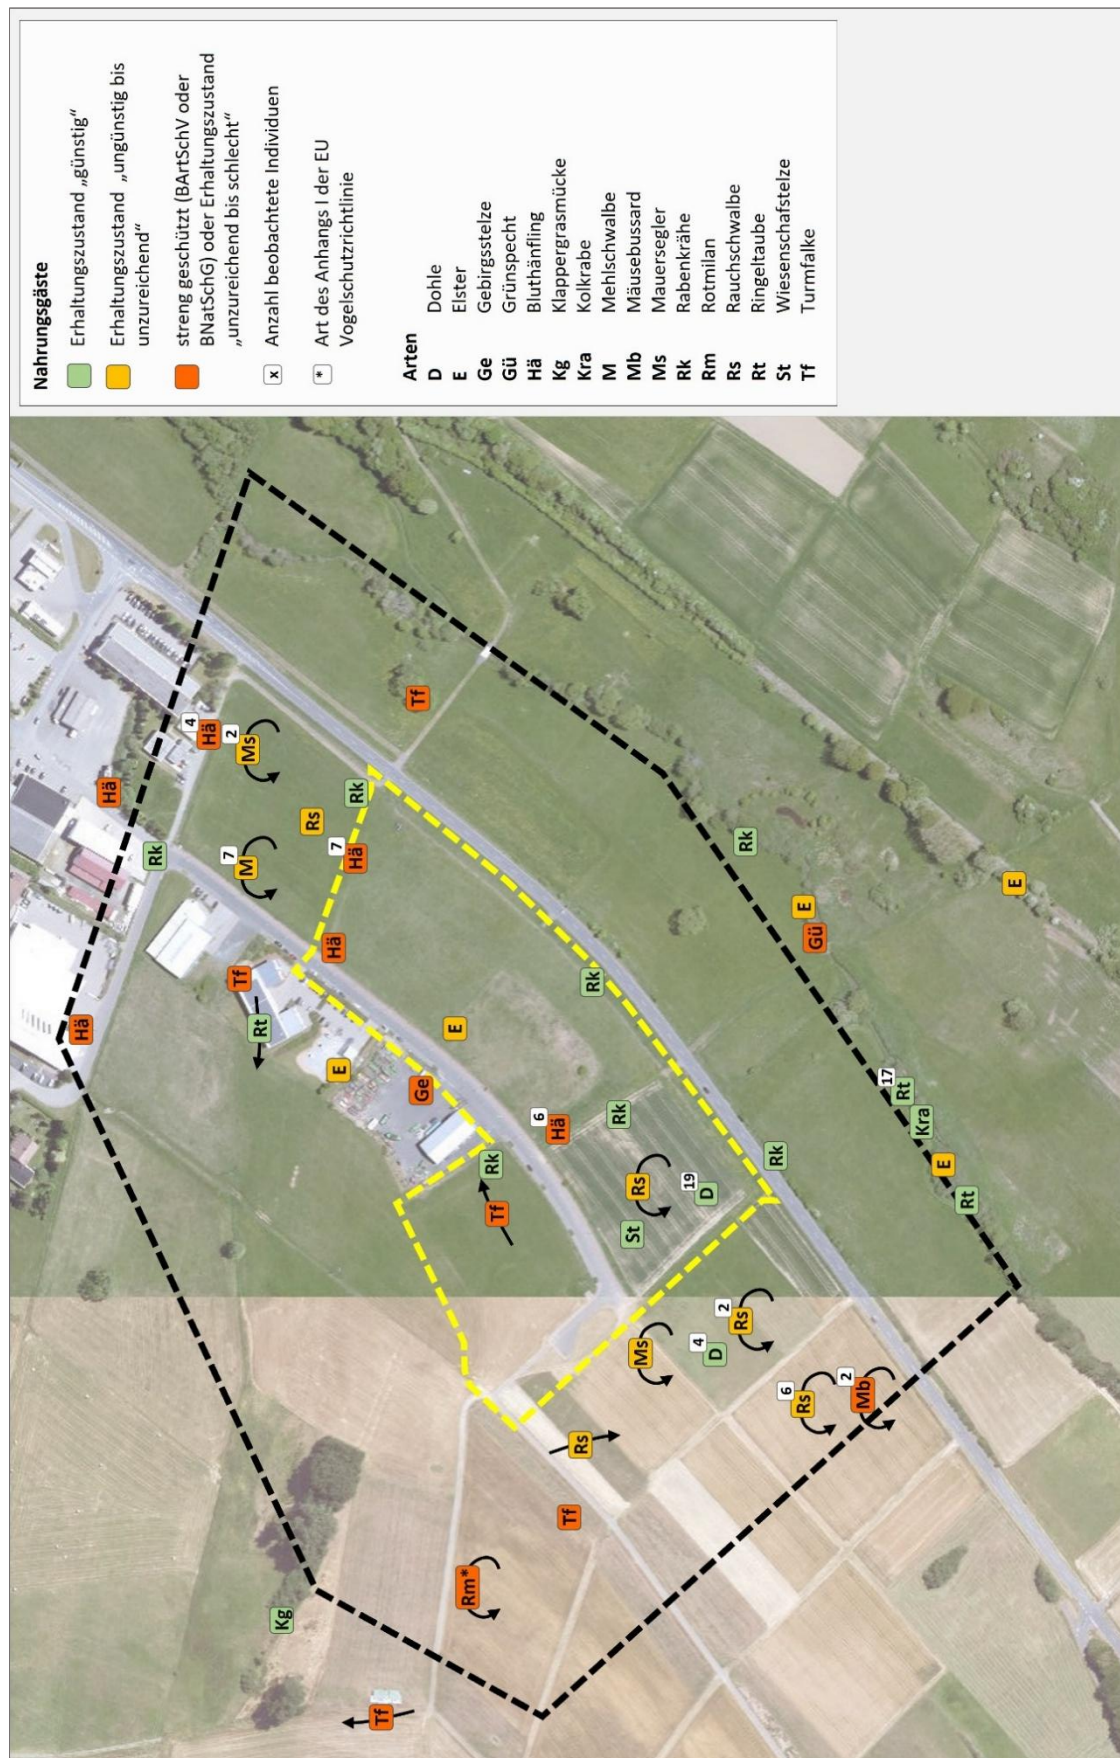 Nahrungsgäste
Erhaltungszustand „günstig“
Erhaltungszustand „ungünstig bis
unzureichend“
streng geschützt (BArtSchV oder
BNatSchG) oder Erhaltungszustand
„unzureichend bis schlecht“
x Anzahl beobachtete Individuen
* Art des Anhangs I der EU
Vogelschutzrichtlinie
Arten
D Dohle
E Elster
Ge Gebirgsstelze
Gü Grünspecht
Hä Bluthänfling
Kg Klappergrasmücke
Kra Kolkrabe
M Mehlschwalbe
Mb Mäusebussard
Ms Mauersegler
Rk Rabenkrähe
Rm Rotmilan
Rs Rauchschwalbe
Rt Ringeltaube
St Wiesenschafstelze
Tf Turmfalke
Hä
Hä
Rk
4
Hä
2
Ms
7
M
Tf
Rt
Kg
Rs
Hä
E
7
Hä
Rk
Tf
Tf
Ge
E
Rm*
Rk
Tf
6
Hä
Tf
Rs
Rk
Rk
St
Rs
Ms
19
D
4
D
2
Rs
Rk
Rk
E
Gü
6
Rs
2
Mb
17
Rt
Kra
E
Rt
E